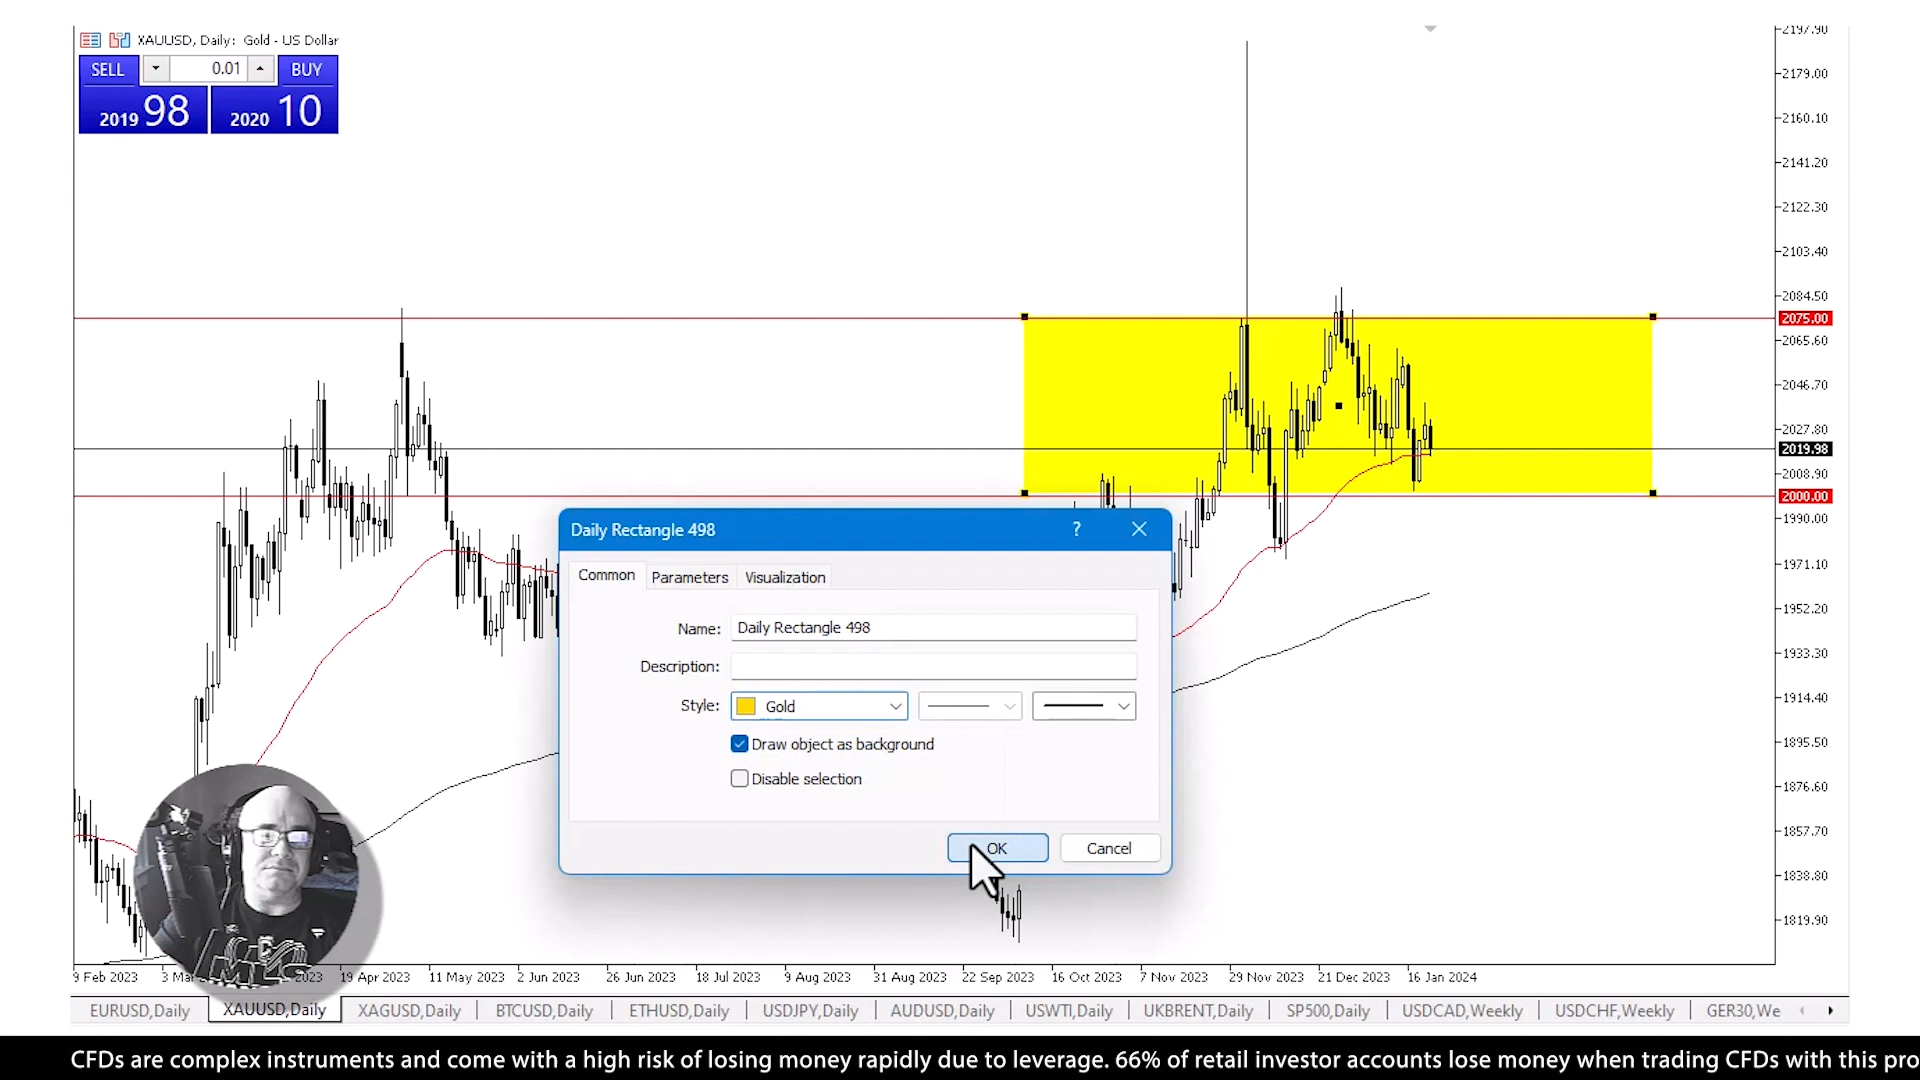 XAUUSD, Daily: Gold - US Dollar
SELL 0.01 BUY
2019 98 2020 10
2197.90
2179.00
2160.10
2141.20
2122.30
2103.40
2084.50
2075.00
2065.60
2046.70
2027.80
2019.98
2008.90
2000.00
1990.00
1971.10
1952.20
1933.30
1914.40
1895.50
1876.60
1857.70
1838.80
1819.90
Daily Rectangle 498 ?
Common Parameters Visualization
Name: Daily Rectangle 498
Description:
Style: Gold
Draw object as background
Disable selection
OK Cancel
9 Feb 2023 3 Ma 2023 19 Apr 2023 11 May 2023 2 Jun 2023 26 Jun 2023 18 Jul 2023 9 Aug 2023 31 Aug 2023 22 Sep 2023 16 Oct 2023 7 Nov 2023 29 Nov 2023 21 Dec 2023 16 Jan 2024
EURUSD,Daily XAUUSD,Daily XAGUSD,Daily BTCUSD,Daily ETHUSD,Daily USDJPY,Daily AUDUSD,Daily USWTI,Daily UKBRENT,Daily SP500,Daily USDCAD,Weekly USDCHF,Weekly GER30,We
CFDs are complex instruments and come with a high risk of losing money rapidly due to leverage. 66% of retail investor accounts lose money when trading CFDs with this pro